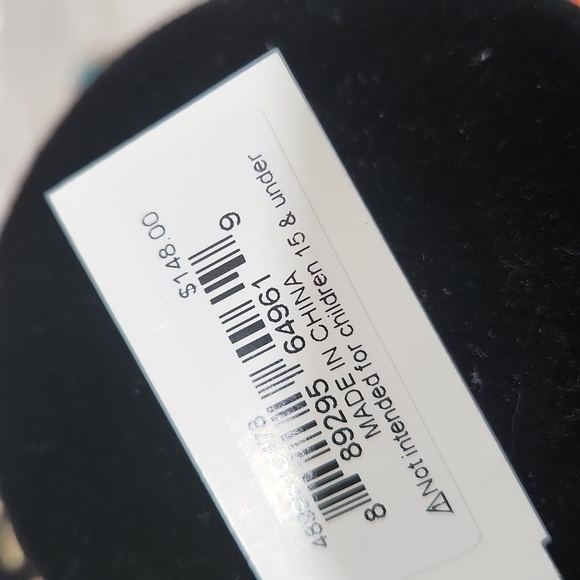 $148.00
8 89295 64961 9
MADE IN CHINA
⚠Not intended for children 15 & under